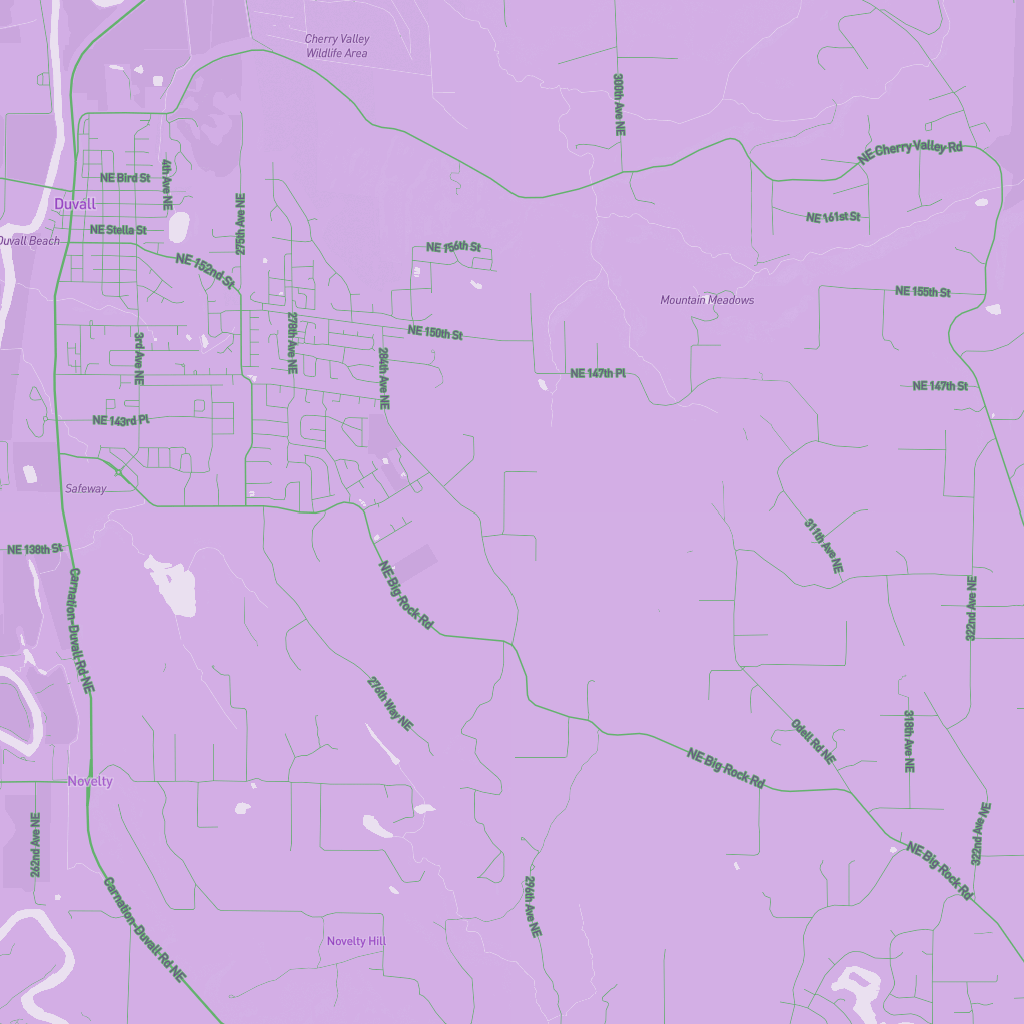 Cherry Valley
Wildlife Area
300th Ave NE
NE Cherry Valley Rd
4th Ave NE
NE Bird St
Duvall
275th Ave NE
NE 161st St
NE Stella St
Duvall Beach
NE 156th St
NE 152nd St
NE 155th St
Mountain Meadows
278th Ave NE
NE 150th St
3rd Ave NE
284th Ave NE
NE 147th Pl
NE 147th St
NE 143rd Pl
Safeway
311th Ave NE
NE 138th St
NE Big Rock Rd
322nd Ave NE
Carnation-Duvall Rd NE
276th Way NE
318th Ave NE
Odell Rd NE
NE Big Rock Rd
Novelty
322nd Ave NE
262nd Ave NE
NE Big Rock Rd
296th Ave NE
Carnation-Duvall Rd NE
Novelty Hill